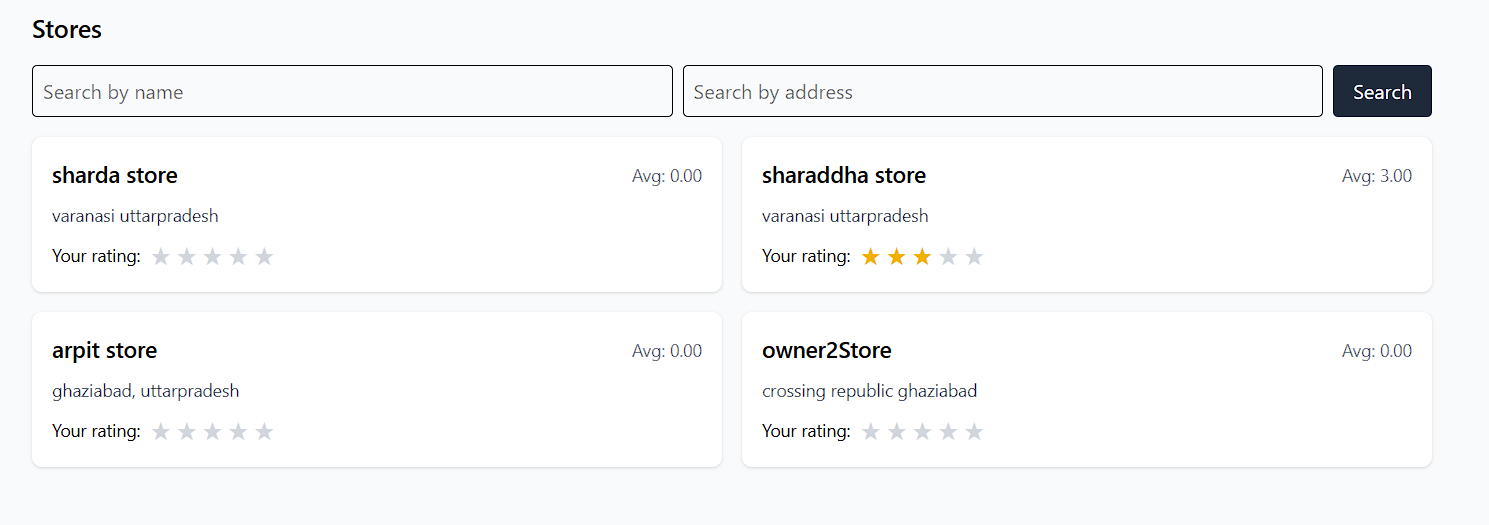 Stores
Search by name
Search by address
Search
sharda store
Avg: 0.00
varanasi uttarpradesh
Your rating: ★ ★ ★ ★ ★
sharaddha store
Avg: 3.00
varanasi uttarpradesh
Your rating: ★ ★ ★ ★ ★
arpit store
Avg: 0.00
ghaziabad, uttarpradesh
Your rating: ★ ★ ★ ★ ★
owner2Store
Avg: 0.00
crossing republic ghaziabad
Your rating: ★ ★ ★ ★ ★